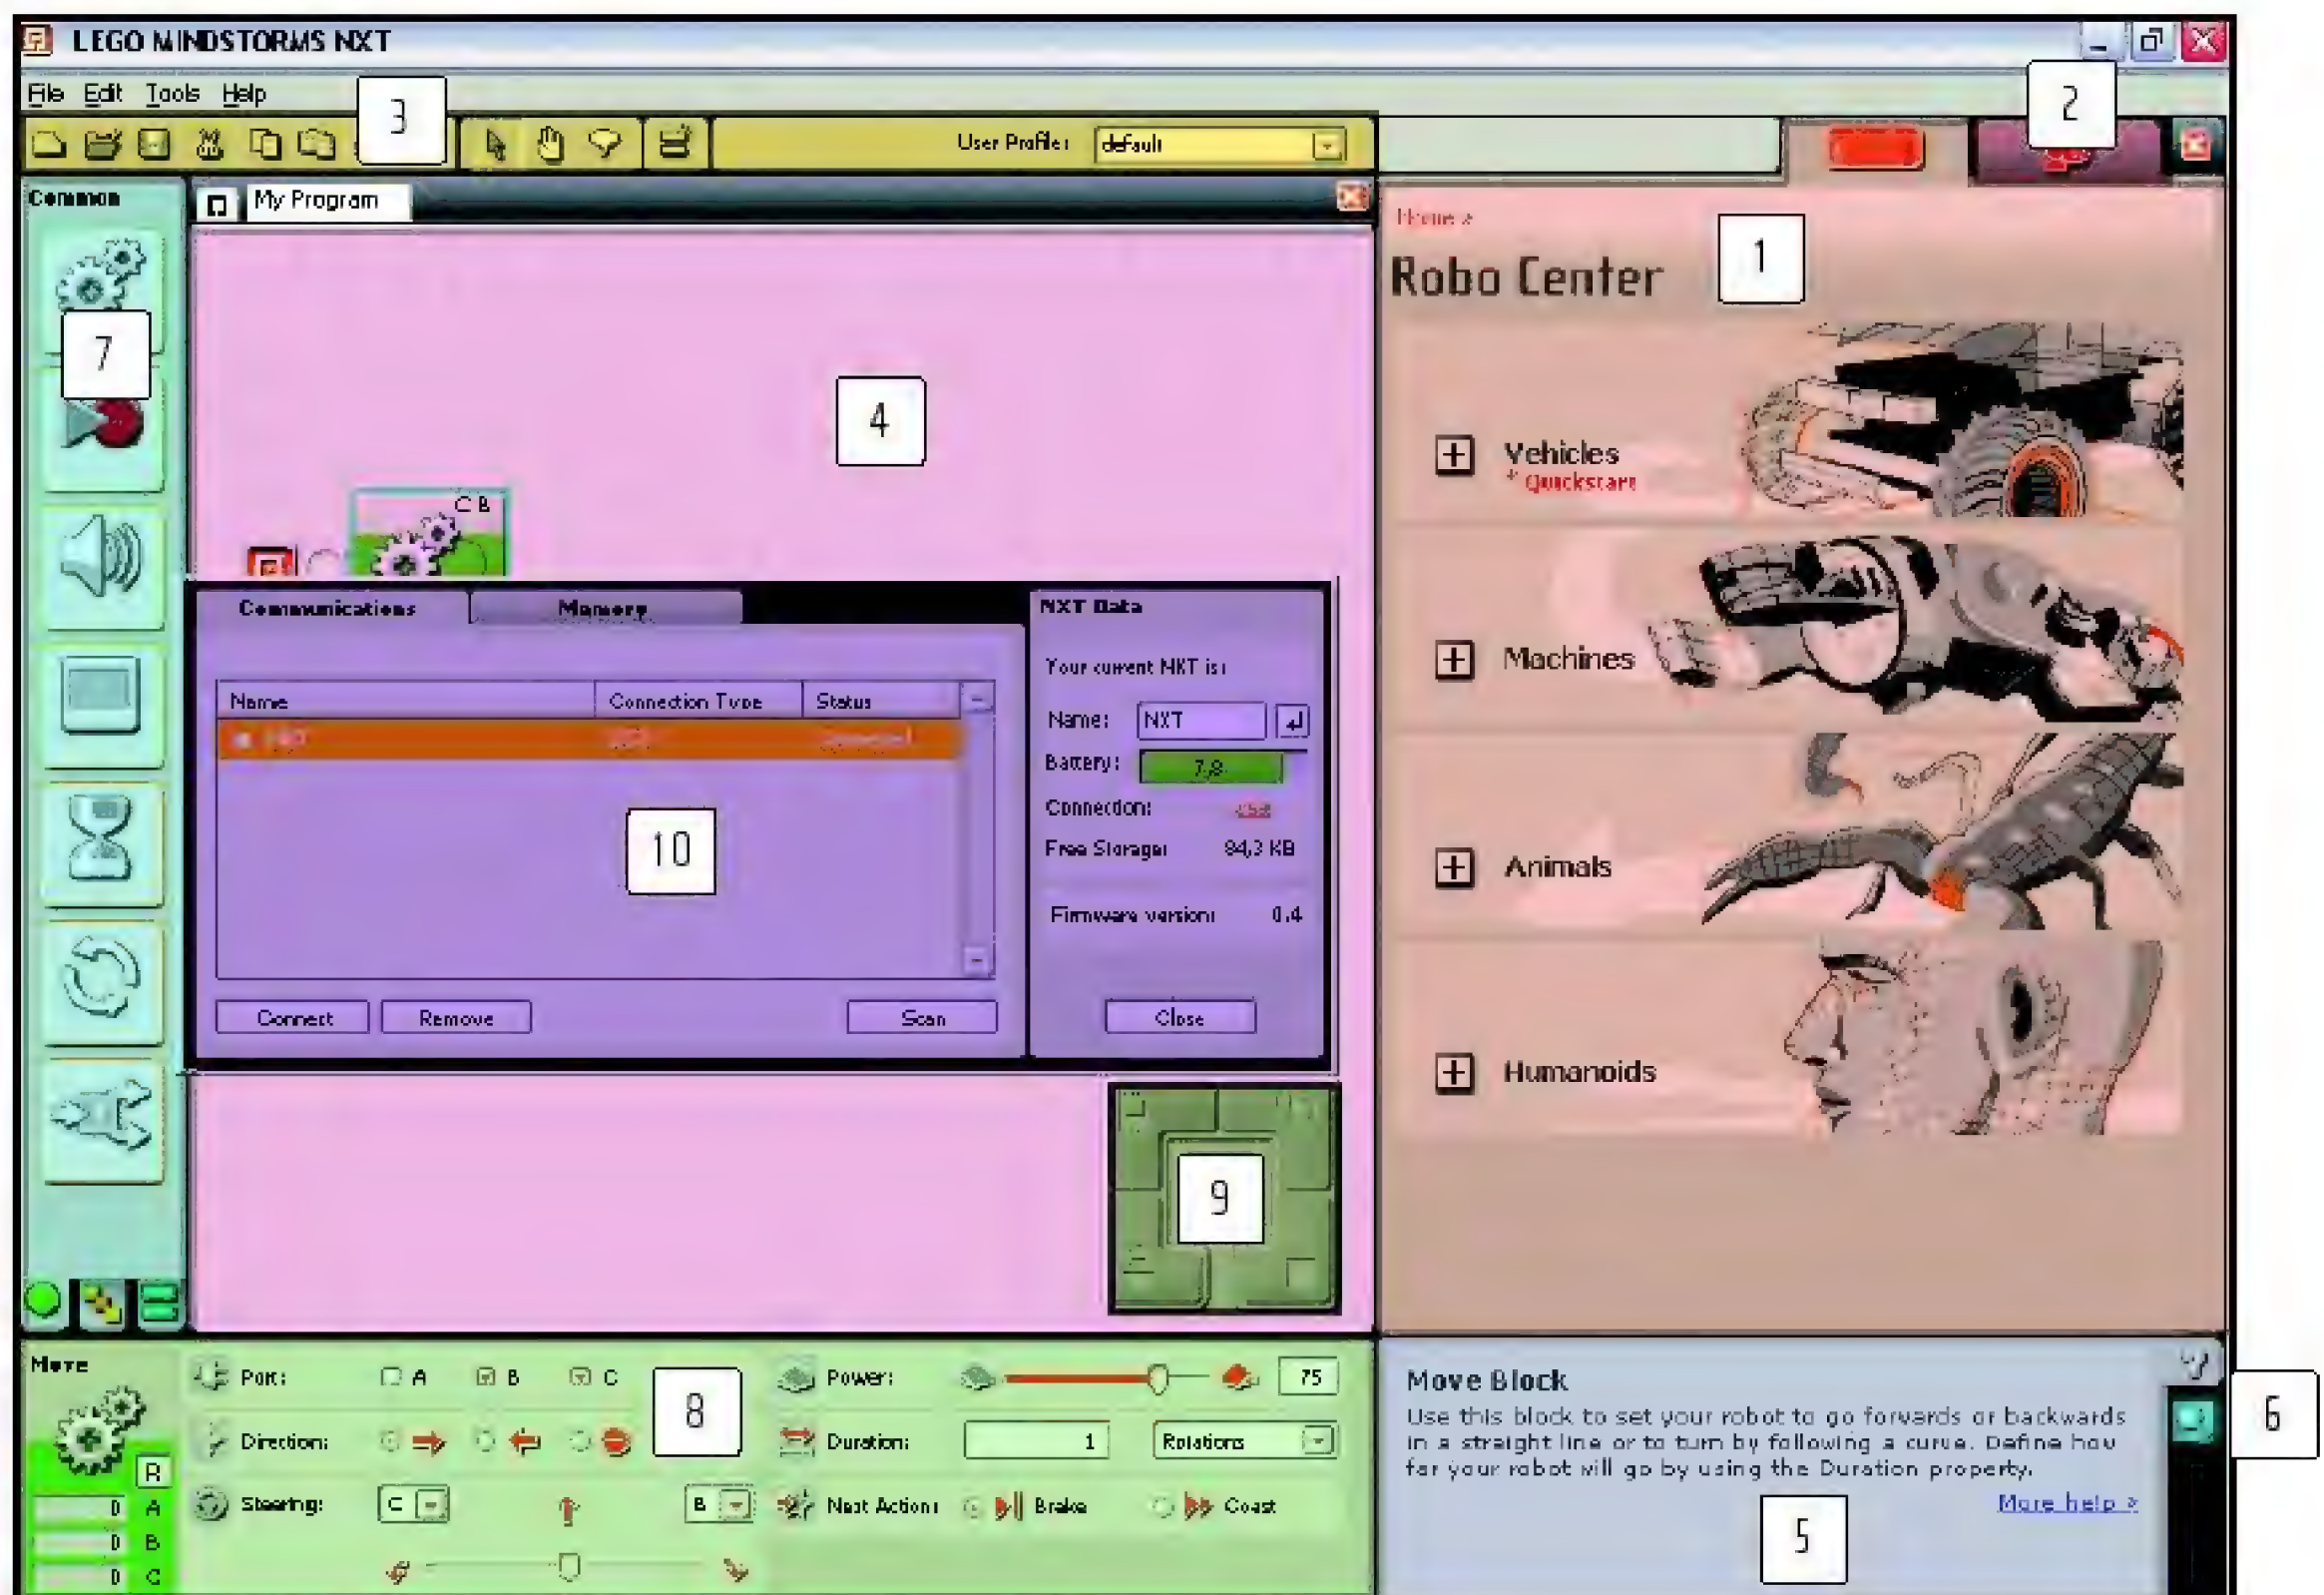 LEGO MINDSTORMS NXT
File Edit Tools Help
3
2
User Profile: default
Common
My Program
Home >
Robo Center
1
7
4
Vehicles
* Quickstart
C B
Machines
Communications Memory
NXT Data
Your current NXT is:
Name Connection Type Status
Name: NXT
Battery: 7,8
Connection:
Free Storage: 84,3 KB
10
Firmware version: 0.4
Connect Remove Scan
Close
Animals
Humanoids
9
Move
Port: A B C
8
Power: 75
Direction:
Duration: 1 Rotations
R
0 A
0 B
0 C
Steering: C B
Next Action: Brake Coast
Move Block
Use this block to set your robot to go forwards or backwards
in a straight line or to turn by following a curve. Define how
far your robot will go by using the Duration property.
More help >
5
6